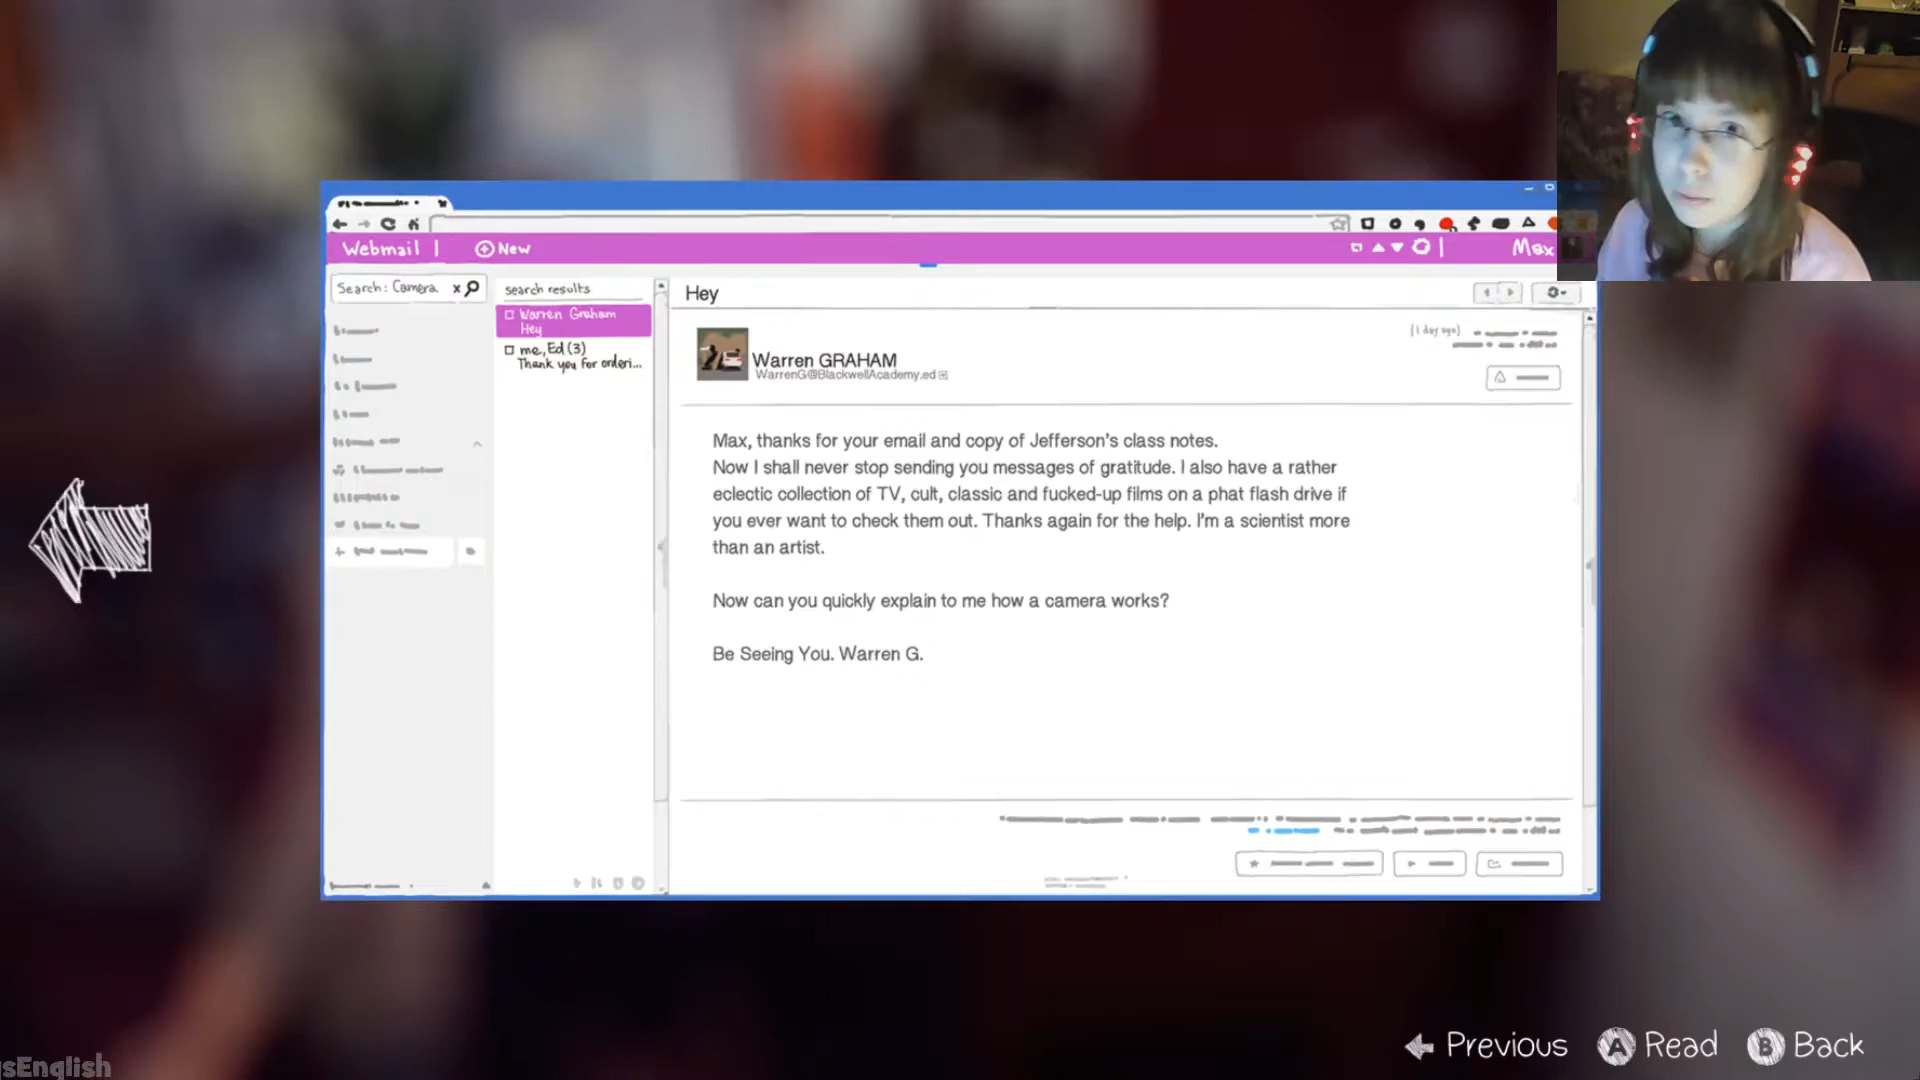 Webmail |
New
Max
Search: Camera x
search results
Warren Graham
Hey
me, Ed (3)
Thank you for orderi...
Hey
(1 day ago)
Warren GRAHAM
WarrenG@BlackwellAcademy.ed
Max, thanks for your email and copy of Jefferson's class notes.
Now I shall never stop sending you messages of gratitude. I also have a rather
eclectic collection of TV, cult, classic and fucked-up films on a phat flash drive if
you ever want to check them out. Thanks again for the help. I'm a scientist more
than an artist.
Now can you quickly explain to me how a camera works?
Be Seeing You. Warren G.
Previous
A Read
B Back
sEnglish